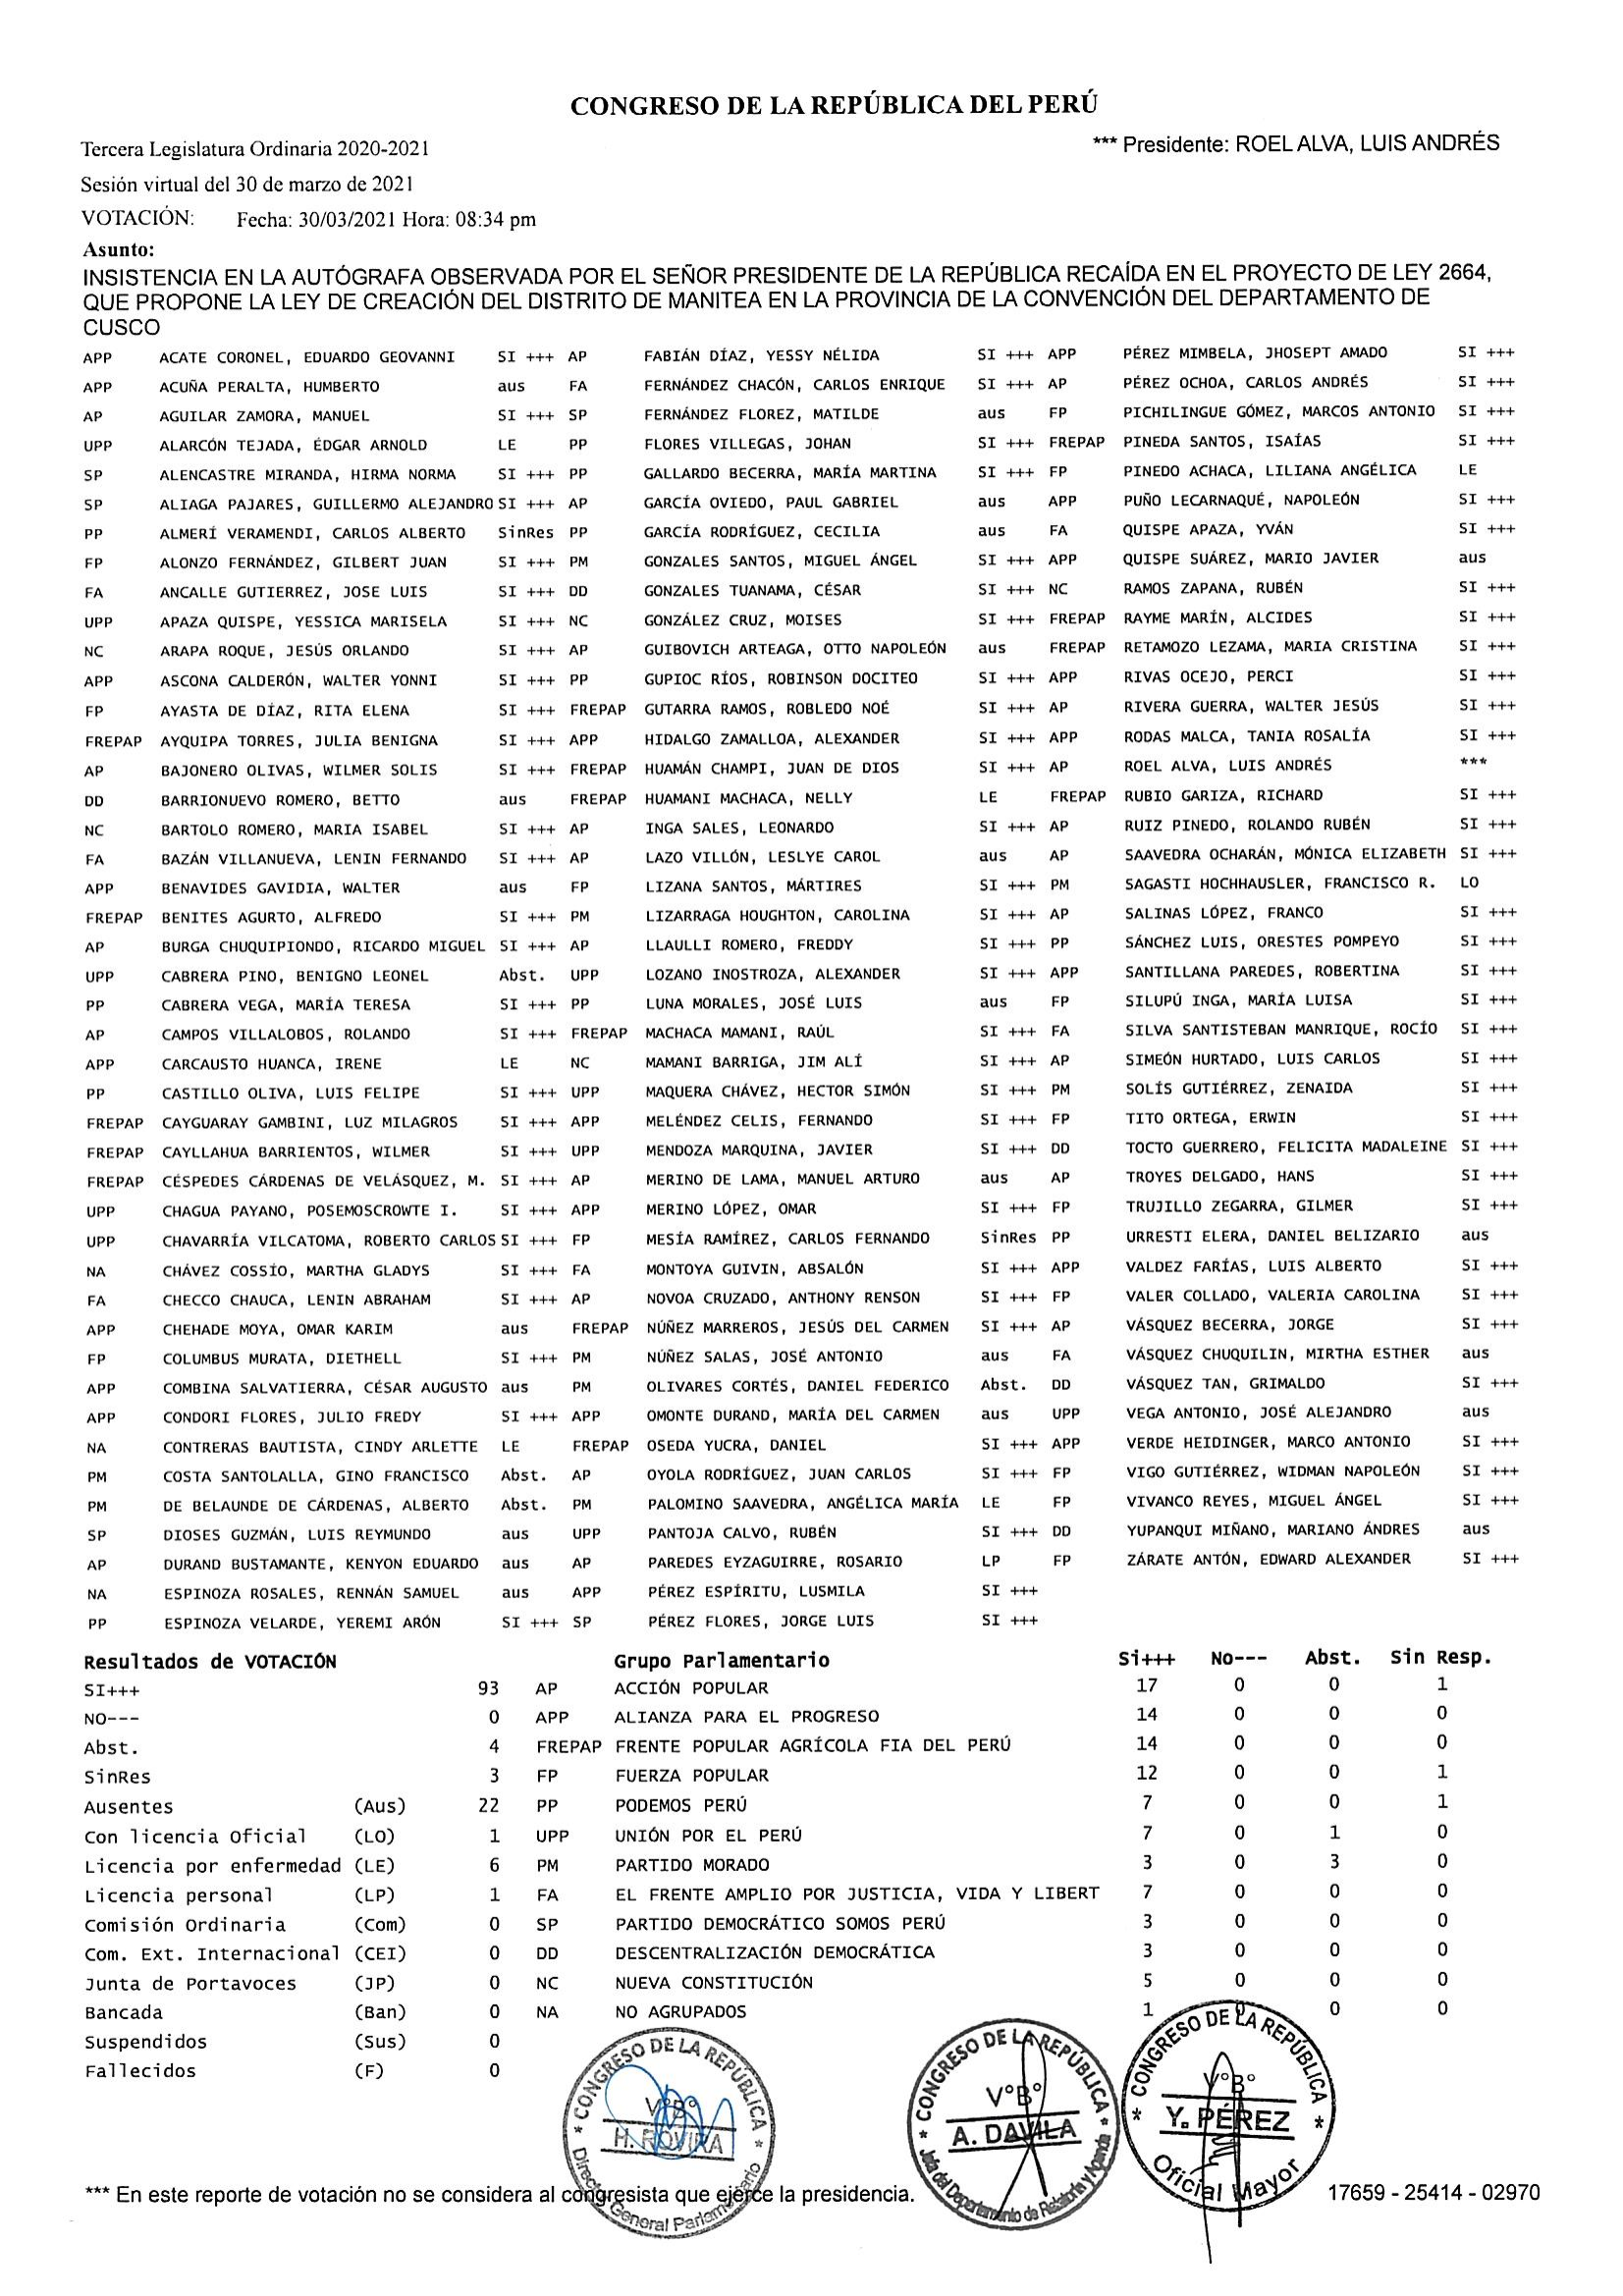 CONGRESO DE LA REPÚBLICA DEL PERÚ
Tercera Legislatura Ordinaria 2020-2021 *** Presidente: ROEL ALVA, LUIS ANDRÉS
Sesión virtual del 30 de marzo de 2021
VOTACIÓN: Fecha: 30/03/2021 Hora: 08:34 pm
Asunto:
INSISTENCIA EN LA AUTÓGRAFA OBSERVADA POR EL SEÑOR PRESIDENTE DE LA REPÚBLICA RECAÍDA EN EL PROYECTO DE LEY 2664,
QUE PROPONE LA LEY DE CREACIÓN DEL DISTRITO DE MANITEA EN LA PROVINCIA DE LA CONVENCIÓN DEL DEPARTAMENTO DE
CUSCO
APP ACATE CORONEL, EDUARDO GEOVANNI SI +++ AP FABIÁN DÍAZ, YESSY NÉLIDA SI +++ APP PÉREZ MIMBELA, JHOSEPT AMADO SI +++
APP ACUÑA PERALTA, HUMBERTO aus FA FERNÁNDEZ CHACÓN, CARLOS ENRIQUE SI +++ AP PÉREZ OCHOA, CARLOS ANDRÉS SI +++
AP AGUILAR ZAMORA, MANUEL SI +++ SP FERNÁNDEZ FLOREZ, MATILDE aus FP PICHILINGUE GÓMEZ, MARCOS ANTONIO SI +++
UPP ALARCÓN TEJADA, ÉDGAR ARNOLD LE PP FLORES VILLEGAS, JOHAN SI +++ FREPAP PINEDA SANTOS, ISAÍAS SI +++
SP ALENCASTRE MIRANDA, HIRMA NORMA SI +++ PP GALLARDO BECERRA, MARÍA MARTINA SI +++ FP PINEDO ACHACA, LILIANA ANGÉLICA LE
SP ALIAGA PAJARES, GUILLERMO ALEJANDRO SI +++ AP GARCÍA OVIEDO, PAUL GABRIEL aus APP PUÑO LECARNAQUÉ, NAPOLEÓN SI +++
PP ALMERÍ VERAMENDI, CARLOS ALBERTO SinRes PP GARCÍA RODRÍGUEZ, CECILIA aus FA QUISPE APAZA, YVÁN SI +++
FP ALONZO FERNÁNDEZ, GILBERT JUAN SI +++ PM GONZALES SANTOS, MIGUEL ÁNGEL SI +++ APP QUISPE SUÁREZ, MARIO JAVIER aus
FA ANCALLE GUTIERREZ, JOSE LUIS SI +++ DD GONZALES TUANAMA, CÉSAR SI +++ NC RAMOS ZAPANA, RUBÉN SI +++
UPP APAZA QUISPE, YESSICA MARISELA SI +++ NC GONZÁLEZ CRUZ, MOISES SI +++ FREPAP RAYME MARÍN, ALCIDES SI +++
NC ARAPA ROQUE, JESÚS ORLANDO SI +++ AP GUIBOVICH ARTEAGA, OTTO NAPOLEÓN aus FREPAP RETAMOZO LEZAMA, MARIA CRISTINA SI +++
APP ASCONA CALDERÓN, WALTER YONNI SI +++ PP GUPIOC RÍOS, ROBINSON DOCITEO SI +++ APP RIVAS OCEJO, PERCI SI +++
FP AYASTA DE DÍAZ, RITA ELENA SI +++ FREPAP GUTARRA RAMOS, ROBLEDO NOÉ SI +++ AP RIVERA GUERRA, WALTER JESÚS SI +++
FREPAP AYQUIPA TORRES, JULIA BENIGNA SI +++ APP HIDALGO ZAMALLOA, ALEXANDER SI +++ APP RODAS MALCA, TANIA ROSALÍA SI +++
AP BAJONERO OLIVAS, WILMER SOLIS SI +++ FREPAP HUAMÁN CHAMPI, JUAN DE DIOS SI +++ AP ROEL ALVA, LUIS ANDRÉS ***
DD BARRIONUEVO ROMERO, BETTO aus FREPAP HUAMANI MACHACA, NELLY LE FREPAP RUBIO GARIZA, RICHARD SI +++
NC BARTOLO ROMERO, MARIA ISABEL SI +++ AP INGA SALES, LEONARDO SI +++ AP RUIZ PINEDO, ROLANDO RUBÉN SI +++
FA BAZÁN VILLANUEVA, LENIN FERNANDO SI +++ AP LAZO VILLÓN, LESLYE CAROL aus AP SAAVEDRA OCHARÁN, MÓNICA ELIZABETH SI +++
APP BENAVIDES GAVIDIA, WALTER aus FP LIZANA SANTOS, MÁRTIRES SI +++ PM SAGASTI HOCHHAUSLER, FRANCISCO R. LO
FREPAP BENITES AGURTO, ALFREDO SI +++ PM LIZARRAGA HOUGHTON, CAROLINA SI +++ AP SALINAS LÓPEZ, FRANCO SI +++
AP BURGA CHUQUIPIONDO, RICARDO MIGUEL SI +++ AP LLAULLI ROMERO, FREDDY SI +++ PP SÁNCHEZ LUIS, ORESTES POMPEYO SI +++
UPP CABRERA PINO, BENIGNO LEONEL Abst. UPP LOZANO INOSTROZA, ALEXANDER SI +++ APP SANTILLANA PAREDES, ROBERTINA SI +++
PP CABRERA VEGA, MARÍA TERESA SI +++ PP LUNA MORALES, JOSÉ LUIS aus FP SILUPÚ INGA, MARÍA LUISA SI +++
AP CAMPOS VILLALOBOS, ROLANDO SI +++ FREPAP MACHACA MAMANI, RAÚL SI +++ FA SILVA SANTISTEBAN MANRIQUE, ROCÍO SI +++
APP CARCAUSTO HUANCA, IRENE LE NC MAMANI BARRIGA, JIM ALÍ SI +++ AP SIMEÓN HURTADO, LUIS CARLOS SI +++
PP CASTILLO OLIVA, LUIS FELIPE SI +++ UPP MAQUERA CHÁVEZ, HECTOR SIMÓN SI +++ PM SOLÍS GUTIÉRREZ, ZENAIDA SI +++
FREPAP CAYGUARAY GAMBINI, LUZ MILAGROS SI +++ APP MELÉNDEZ CELIS, FERNANDO SI +++ FP TITO ORTEGA, ERWIN SI +++
FREPAP CAYLLAHUA BARRIENTOS, WILMER SI +++ UPP MENDOZA MARQUINA, JAVIER SI +++ DD TOCTO GUERRERO, FELICITA MADALEINE SI +++
FREPAP CÉSPEDES CÁRDENAS DE VELÁSQUEZ, M. SI +++ AP MERINO DE LAMA, MANUEL ARTURO aus AP TROYES DELGADO, HANS SI +++
UPP CHAGUA PAYANO, POSEMOSCROWTE I. SI +++ APP MERINO LÓPEZ, OMAR SI +++ FP TRUJILLO ZEGARRA, GILMER SI +++
UPP CHAVARRÍA VILCATOMA, ROBERTO CARLOS SI +++ FP MESÍA RAMÍREZ, CARLOS FERNANDO SinRes PP URRESTI ELERA, DANIEL BELIZARIO aus
NA CHÁVEZ COSSÍO, MARTHA GLADYS SI +++ FA MONTOYA GUIVIN, ABSALÓN SI +++ APP VALDEZ FARÍAS, LUIS ALBERTO SI +++
FA CHECCO CHAUCA, LENIN ABRAHAM SI +++ AP NOVOA CRUZADO, ANTHONY RENSON SI +++ FP VALER COLLADO, VALERIA CAROLINA SI +++
APP CHEHADE MOYA, OMAR KARIM aus FREPAP NÚÑEZ MARREROS, JESÚS DEL CARMEN SI +++ AP VÁSQUEZ BECERRA, JORGE SI +++
FP COLUMBUS MURATA, DIETHELL SI +++ PM NÚÑEZ SALAS, JOSÉ ANTONIO aus FA VÁSQUEZ CHUQUILIN, MIRTHA ESTHER aus
APP COMBINA SALVATIERRA, CÉSAR AUGUSTO aus PM OLIVARES CORTÉS, DANIEL FEDERICO Abst. DD VÁSQUEZ TAN, GRIMALDO SI +++
APP CONDORI FLORES, JULIO FREDY SI +++ APP OMONTE DURAND, MARÍA DEL CARMEN aus UPP VEGA ANTONIO, JOSÉ ALEJANDRO aus
NA CONTRERAS BAUTISTA, CINDY ARLETTE LE FREPAP OSEDA YUCRA, DANIEL SI +++ APP VERDE HEIDINGER, MARCO ANTONIO SI +++
PM COSTA SANTOLALLA, GINO FRANCISCO Abst. AP OYOLA RODRÍGUEZ, JUAN CARLOS SI +++ FP VIGO GUTIÉRREZ, WIDMAN NAPOLEÓN SI +++
PM DE BELAUNDE DE CÁRDENAS, ALBERTO Abst. PM PALOMINO SAAVEDRA, ANGÉLICA MARÍA LE FP VIVANCO REYES, MIGUEL ÁNGEL SI +++
SP DIOSES GUZMÁN, LUIS REYMUNDO aus UPP PANTOJA CALVO, RUBÉN SI +++ DD YUPANQUI MIÑANO, MARIANO ÁNDRES aus
AP DURAND BUSTAMANTE, KENYON EDUARDO aus AP PAREDES EYZAGUIRRE, ROSARIO LP FP ZÁRATE ANTÓN, EDWARD ALEXANDER SI +++
NA ESPINOZA ROSALES, RENNÁN SAMUEL aus APP PÉREZ ESPÍRITU, LUSMILA SI +++
PP ESPINOZA VELARDE, YEREMI ARÓN SI +++ SP PÉREZ FLORES, JORGE LUIS SI +++
Resultados de VOTACIÓN Grupo Parlamentario Si+++ No--- Abst. Sin Resp.
SI+++ 93 AP ACCIÓN POPULAR 17 0 0 1
NO--- 0 APP ALIANZA PARA EL PROGRESO 14 0 0 0
Abst. 4 FREPAP FRENTE POPULAR AGRÍCOLA FIA DEL PERÚ 14 0 0 0
SinRes 3 FP FUERZA POPULAR 12 0 0 1
Ausentes (Aus) 22 PP PODEMOS PERÚ 7 0 0 1
Con licencia Oficial (LO) 1 UPP UNIÓN POR EL PERÚ 7 0 1 0
Licencia por enfermedad (LE) 6 PM PARTIDO MORADO 3 0 3 0
Licencia personal (LP) 1 FA EL FRENTE AMPLIO POR JUSTICIA, VIDA Y LIBERT 7 0 0 0
Comisión Ordinaria (Com) 0 SP PARTIDO DEMOCRÁTICO SOMOS PERÚ 3 0 0 0
Com. Ext. Internacional (CEI) 0 DD DESCENTRALIZACIÓN DEMOCRÁTICA 3 0 0 0
Junta de Portavoces (JP) 0 NC NUEVA CONSTITUCIÓN 5 0 0 0
Bancada (Ban) 0 NA NO AGRUPADOS 1 0 0 0
Suspendidos (Sus) 0
Fallecidos (F) 0
* CONGRESO DE LA REPÚBLICA *
V°B°
H. ROVIRA
General Parlamentario
* CONGRESO DE LA REPÚBLICA *
V°B°
A. DAVILA
del Departamento de Relatoría y Agenda
* CONGRESO DE LA REPÚBLICA *
V°B°
Y. PÉREZ
Oficial Mayor
*** En este reporte de votación no se considera al congresista que ejerce la presidencia. 17659 - 25414 - 02970